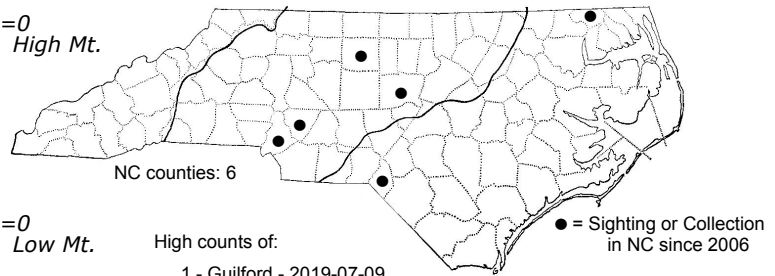 =0
High Mt.
NC counties: 6
=0
Low Mt.
High counts of:
● = Sighting or Collection
in NC since 2006
1 - Guilford - 2019-07-09